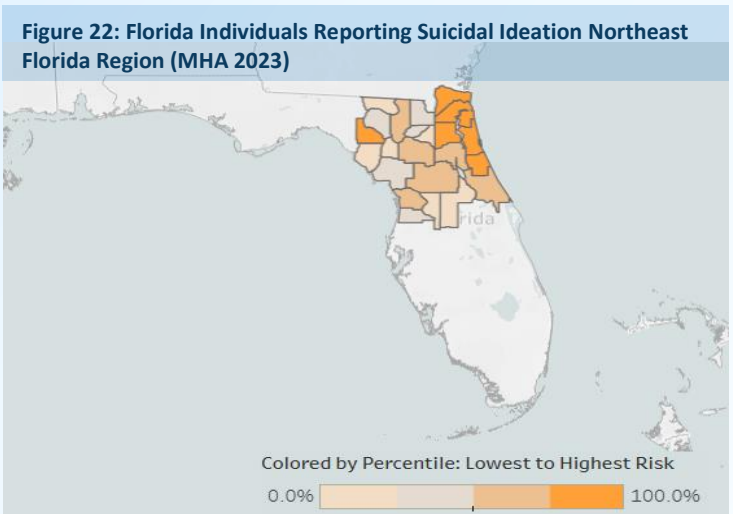 Figure 22: Florida Individuals Reporting Suicidal Ideation Northeast
Florida Region (MHA 2023)
rida
Colored by Percentile: Lowest to Highest Risk
0.0%
100.0%